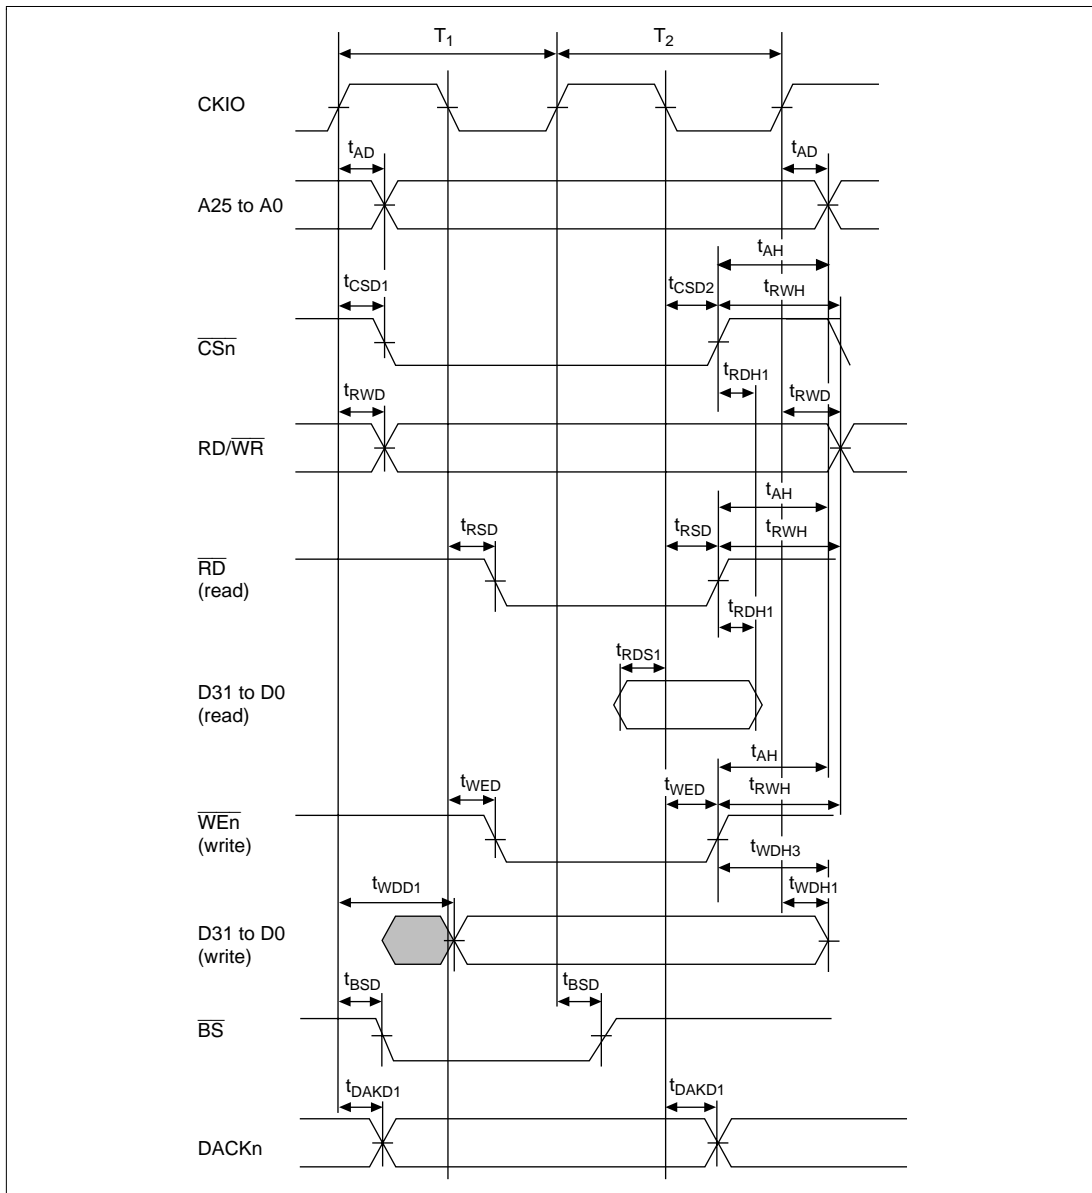 T1 T2
CKIO
tAD tAD
A25 to A0
tAH
tCSD1 tCSD2 tRWH
CSn
tRDH1
tRWD tRWD
RD/WR
tAH
tRSD tRSD tRWH
RD
(read)
tRDH1
tRDS1
D31 to D0
(read)
tAH
tWED tWED tRWH
WEn
(write)
tWDH3
tWDD1 tWDH1
D31 to D0
(write)
tBSD tBSD
BS
tDAKD1 tDAKD1
DACKn